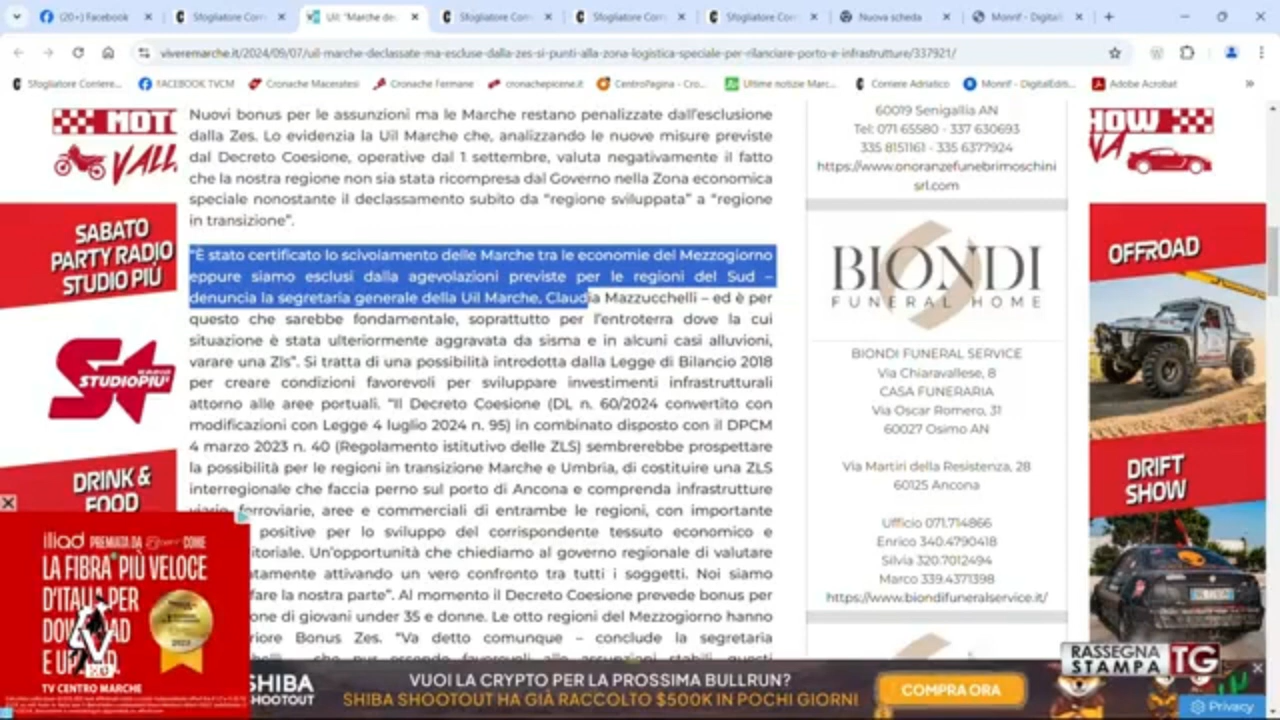 (20+) Facebook
Sfogliatore Corri
Uil: "Marche dec
Sfogliatore Corri
Sfogliatore Corri
Sfogliatore Corri
Nuova scheda
Monrif - Digital
viveremarche.it/2024/09/07/uil-marche-declassate-ma-escluse-dalla-zes-si-punti-alla-zona-logistica-speciale-per-rilanciare-porto-e-infrastrutture/337921/
Sfogliatore Corriere...
FACEBOOK TVCM
Cronache Maceratesi
Cronache Fermane
cronachepicene.it
CentroPagina - Cro...
Ultime notizie Marc...
Corriere Adriatico
Monrif - DigitalEditi...
Adobe Acrobat
MOT
VALL
SABATO
PARTY RADIO
STUDIO PIÙ
STUDIOPIÙ
DRINK &
FOOD
Nuovi bonus per le assunzioni ma le Marche restano penalizzate dall'esclusione
dalla Zes. Lo evidenzia la Uil Marche che, analizzando le nuove misure previste
dal Decreto Coesione, operative dal 1 settembre, valuta negativamente il fatto
che la nostra regione non sia stata ricompresa dal Governo nella Zona economica
speciale nonostante il declassamento subito da “regione sviluppata” a “regione
in transizione”.
“È stato certificato lo scivolamento delle Marche tra le economie del Mezzogiorno
eppure siamo esclusi dalla agevolazioni previste per le regioni del Sud –
denuncia la segretaria generale della Uil Marche, Claudia Mazzucchelli – ed è per
questo che sarebbe fondamentale, soprattutto per l'entroterra dove la cui
situazione è stata ulteriormente aggravata da sisma e in alcuni casi alluvioni,
varare una Zls”. Si tratta di una possibilità introdotta dalla Legge di Bilancio 2018
per creare condizioni favorevoli per sviluppare investimenti infrastrutturali
attorno alle aree portuali. “Il Decreto Coesione (DL n. 60/2024 convertito con
modificazioni con Legge 4 luglio 2024 n. 95) in combinato disposto con il DPCM
4 marzo 2023 n. 40 (Regolamento istitutivo delle ZLS) sembrerebbe prospettare
la possibilità per le regioni in transizione Marche e Umbria, di costituire una ZLS
interregionale che faccia perno sul porto di Ancona e comprenda infrastrutture
viarie, ferroviarie, aree e commerciali di entrambe le regioni, con importante
positive per lo sviluppo del corrispondente tessuto economico e
itoriale. Un'opportunità che chiediamo al governo regionale di valutare
tamente attivando un vero confronto tra tutti i soggetti. Noi siamo
fare la nostra parte”. Al momento il Decreto Coesione prevede bonus per
ione di giovani under 35 e donne. Le otto regioni del Mezzogiorno hanno
riore Bonus Zes. “Va detto comunque – conclude la segretaria
60019 Senigallia AN
Tel: 071 65580 - 337 630693
335 8151161 - 335 6377924
https://www.onoranzefunebrimoschini
srl.com
BIONDI
FUNERAL HOME
BIONDI FUNERAL SERVICE
Via Chiaravallese, 8
CASA FUNERARIA
Via Oscar Romero, 31
60027 Osimo AN
Via Martiri della Resistenza, 28
60125 Ancona
Ufficio 071.714866
Enrico 340.4790418
Silvia 320.7012494
Marco 339.4371398
https://www.biondifuneralservice.it/
HOW
NA
OFFROAD
DRIFT
SHOW
iliad PREMIATA DA COME
LA FIBRA PIÙ VELOCE
D'ITALIA PER
E
TV CENTRO MARCHE
SHIBA
SHOOTOUT
VUOI LA CRYPTO PER LA PROSSIMA BULLRUN?
COMPRA ORA
RASSEGNA
STAMPA TG
Privacy